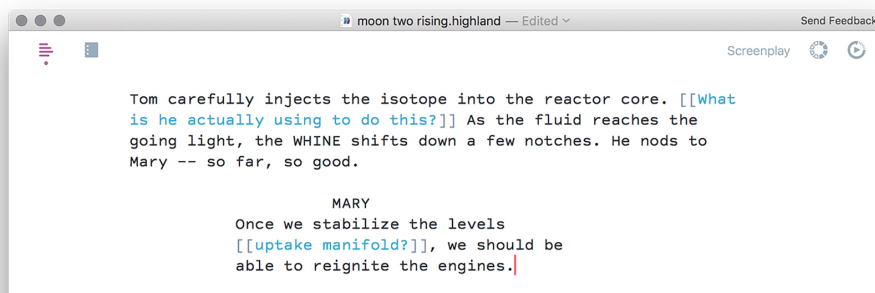 moon two rising.highland — Edited
Send Feedback
Screenplay
Tom carefully injects the isotope into the reactor core. [[What
is he actually using to do this?]] As the fluid reaches the
going light, the WHINE shifts down a few notches. He nods to
Mary -- so far, so good.
MARY
Once we stabilize the levels
[[uptake manifold?]], we should be
able to reignite the engines.